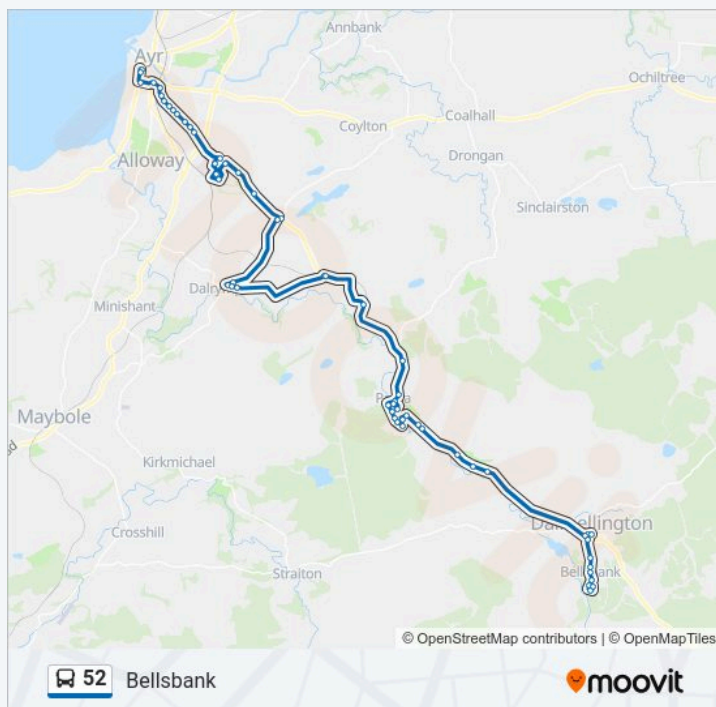 Ayr
Annbank
Ochiltree
Coylton
Coalhall
Alloway
Drongan
Sinclairston
Dalrymp
Minishant
Maybole
Kirkmichael
Crosshill
Straiton
Dalmellington
Bellsbank
© OpenStreetMap contributors | © OpenMapTiles
52 Bellsbank
moovit